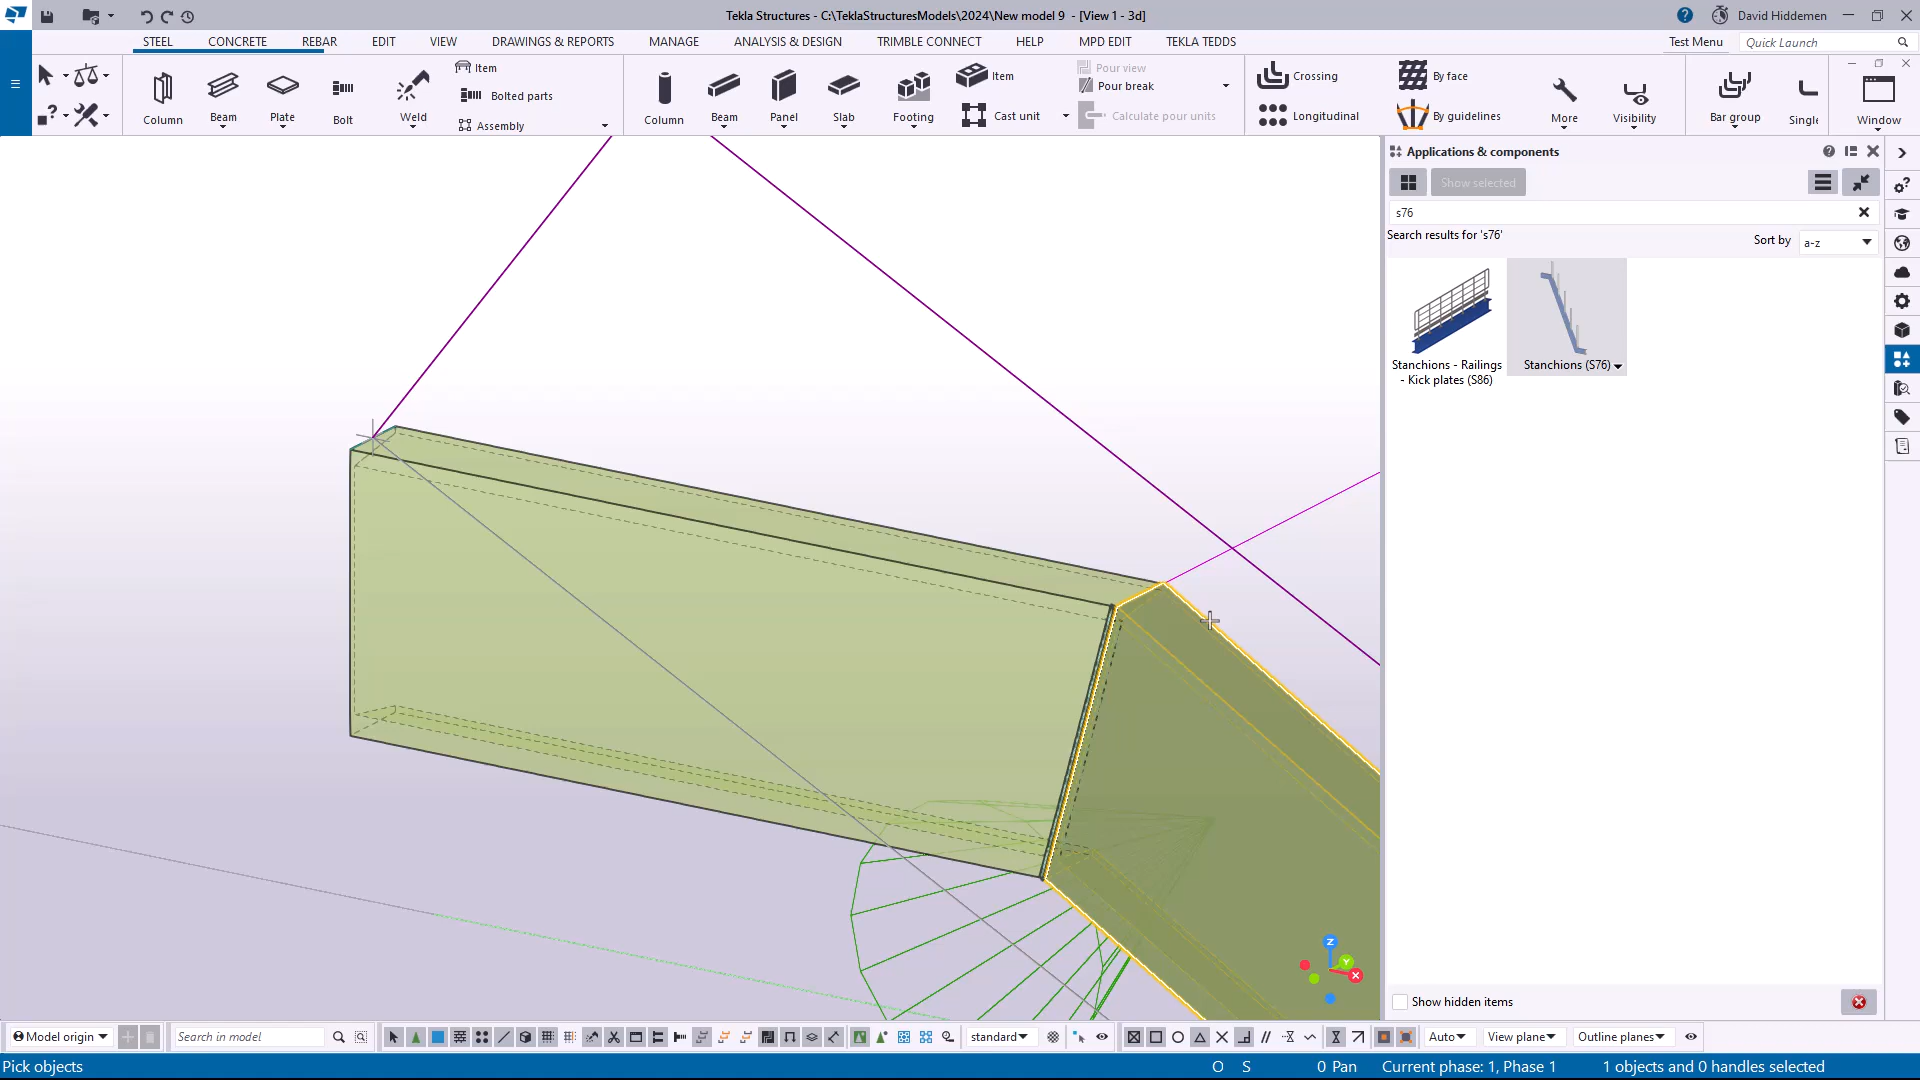 Tekla Structures - C:\TeklaStructuresModels\2024\New model 9 - [View 1 - 3d]
David Hiddemen
STEEL CONCRETE REBAR EDIT VIEW DRAWINGS & REPORTS MANAGE ANALYSIS & DESIGN TRIMBLE CONNECT HELP MPD EDIT TEKLA TEDDS
Test Menu
Quick Launch
Column
Beam
Plate
Bolt
Weld
Item
Bolted parts
Assembly
Column
Beam
Panel
Slab
Footing
Item
Cast unit
Pour view
Pour break
Calculate pour units
Crossing
Longitudinal
By face
By guidelines
More
Visibility
Bar group
Single
Window
Applications & components
Show selected
s76
Search results for 's76'
Sort by
a-z
Stanchions - Railings
- Kick plates (S86)
Stanchions (S76)
Z
Y
X
Show hidden items
Model origin
Search in model
standard
Auto
View plane
Outline planes
Pick objects
O S 0 Pan Current phase: 1, Phase 1 1 objects and 0 handles selected